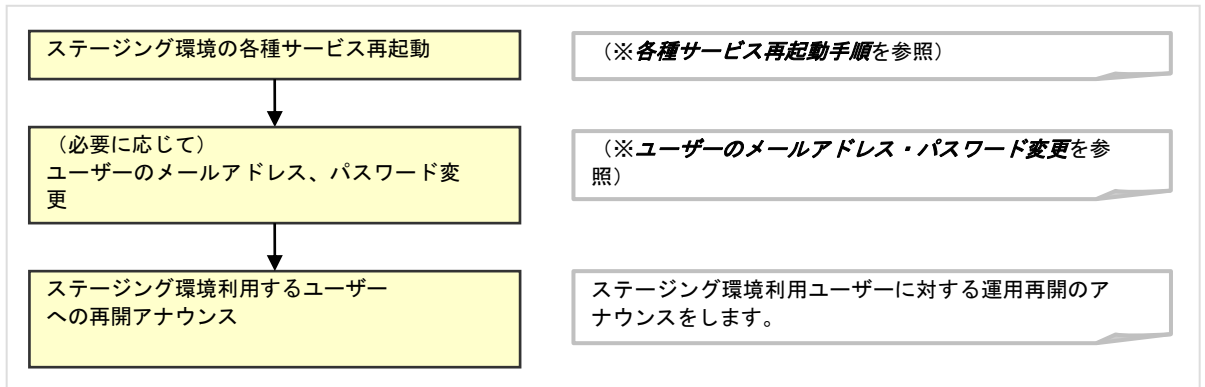 ステージング環境の各種サービス再起動
（※各種サービス再起動手順を参照）
（必要に応じて）
ユーザーのメールアドレス、パスワード変
更
（※ユーザーのメールアドレス・パスワード変更を参
照）
ステージング環境利用するユーザー
への再開アナウンス
ステージング環境利用ユーザーに対する運用再開のア
ナウンスをします。